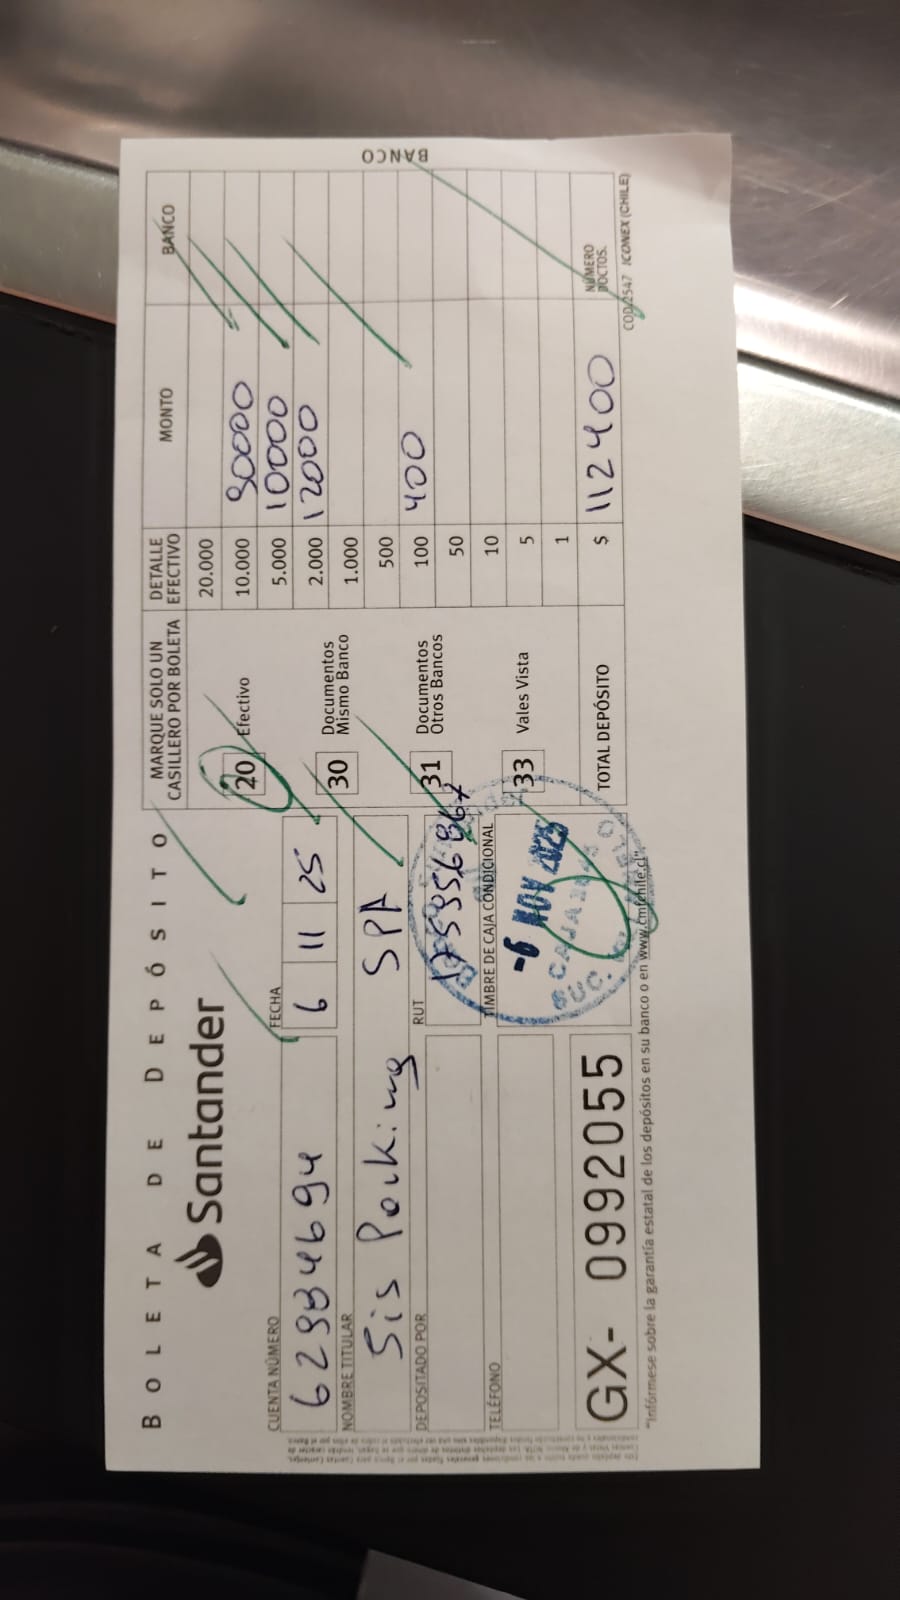 BOLETA DE DEPÓSITO
Santander
CUENTA NÚMERO
FECHA
6 11 25
NOMBRE TITULAR
Sis Parking SPA
DEPOSITADO POR
RUT
TELÉFONO
TIMBRE DE CAJA CONDICIONAL
-6 NOV 2025
CAJA
SUC.
GX- 0992055
"Infórmese sobre la garantía estatal de los depósitos en su banco o en www.cmfchile.cl"
MARQUE SOLO UN
CASILLERO POR BOLETA
20 Efectivo
30 Documentos
Mismo Banco
31 Documentos
Otros Bancos
33 Vales Vista
DETALLE
EFECTIVO
MONTO
BANCO
20.000
10.000 90000
5.000 10000
2.000 12000
1.000
500
100 400
50
10
5
1
TOTAL DEPÓSITO $ 112400
NÚMERO
DOCTOS.
COD.2547 ICONEX (CHILE)
BANCO